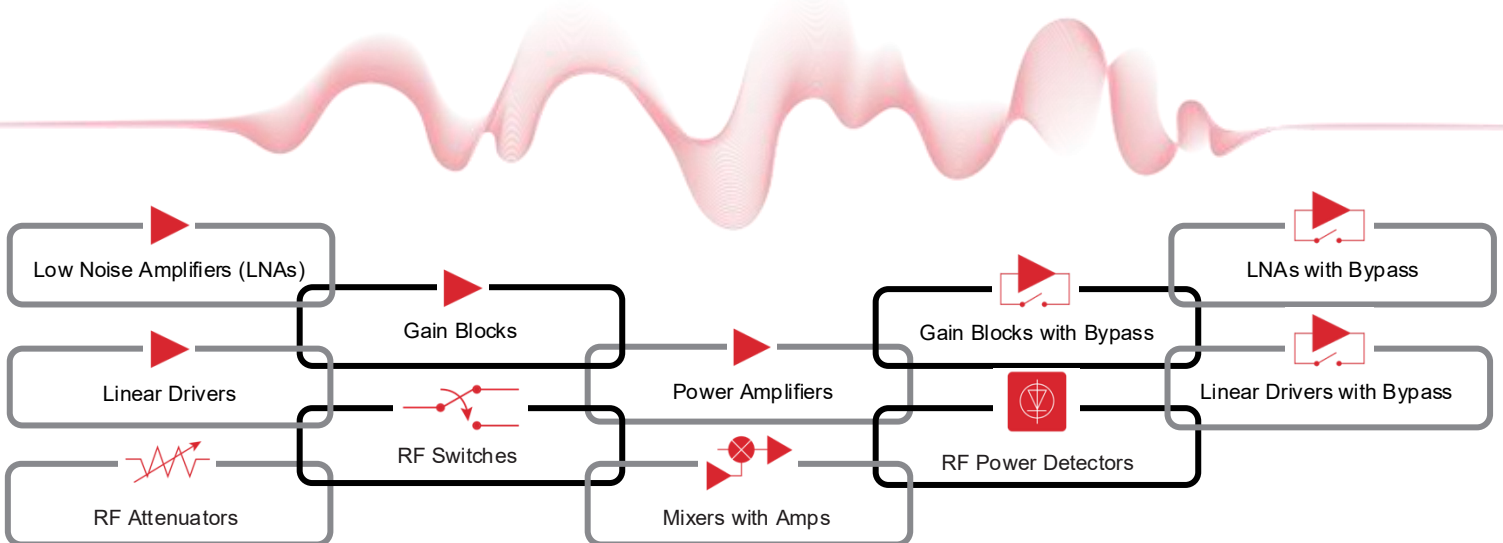 Low Noise Amplifiers (LNAs)
LNAs with Bypass
Gain Blocks
Gain Blocks with Bypass
Linear Drivers
Power Amplifiers
Linear Drivers with Bypass
RF Switches
RF Power Detectors
RF Attenuators
Mixers with Amps